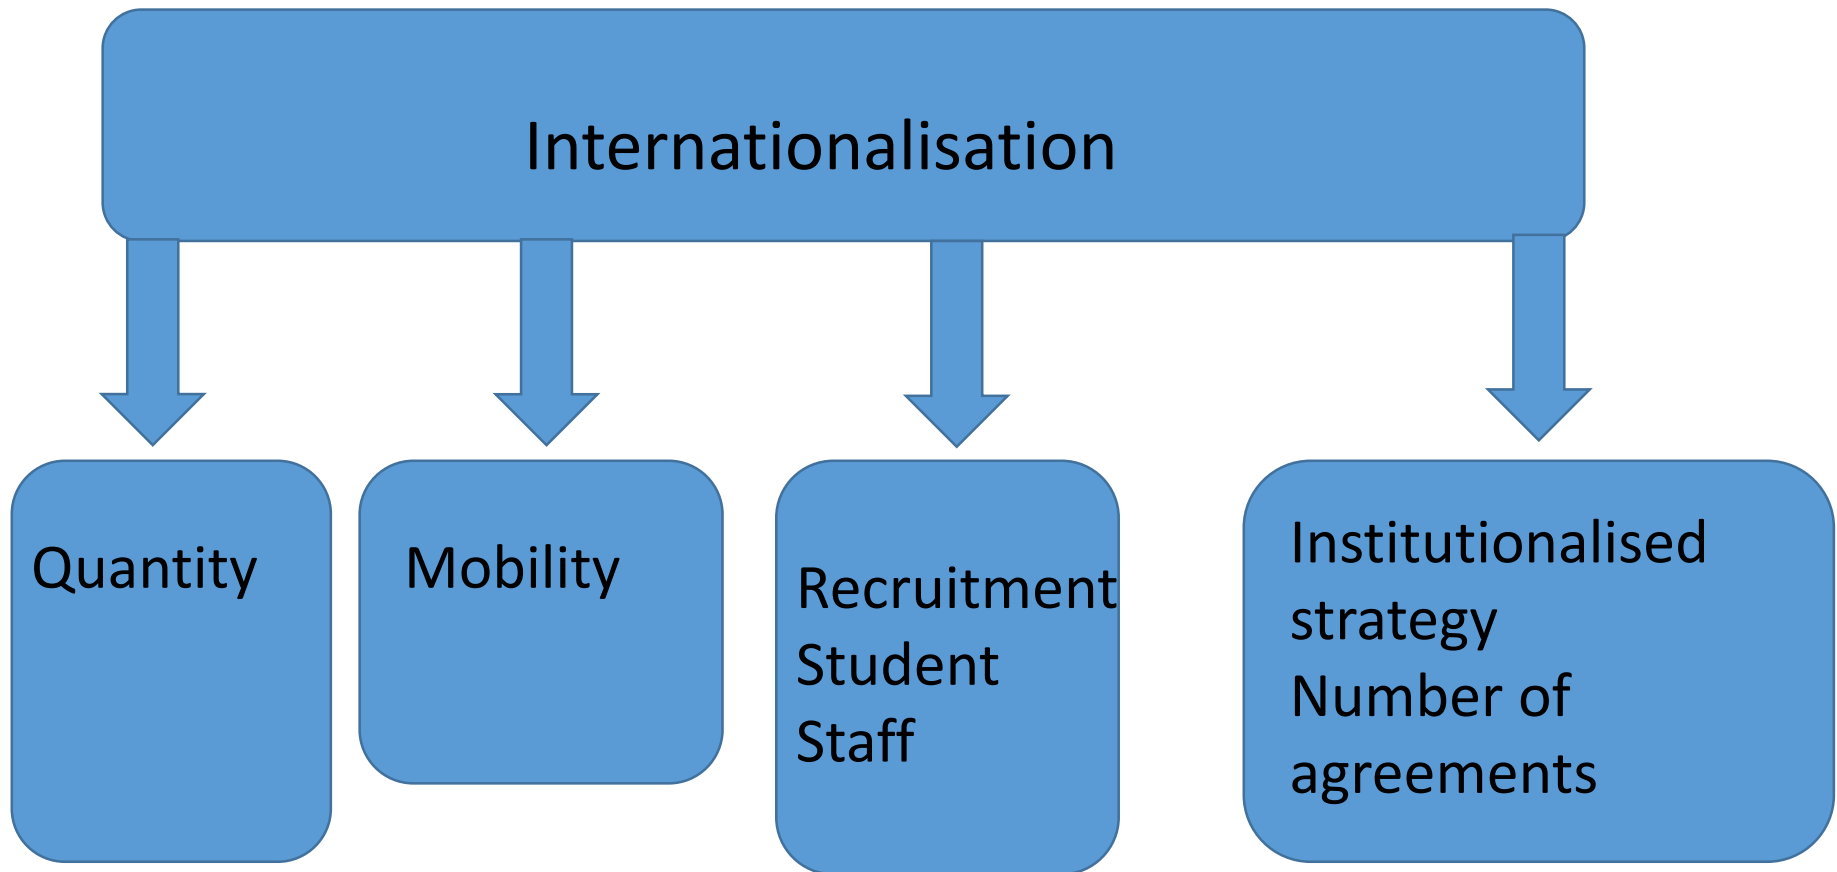 Internationalisation
Quantity
Mobility
Recruitment
Student
Staff
Institutionalised
strategy
Number of
agreements